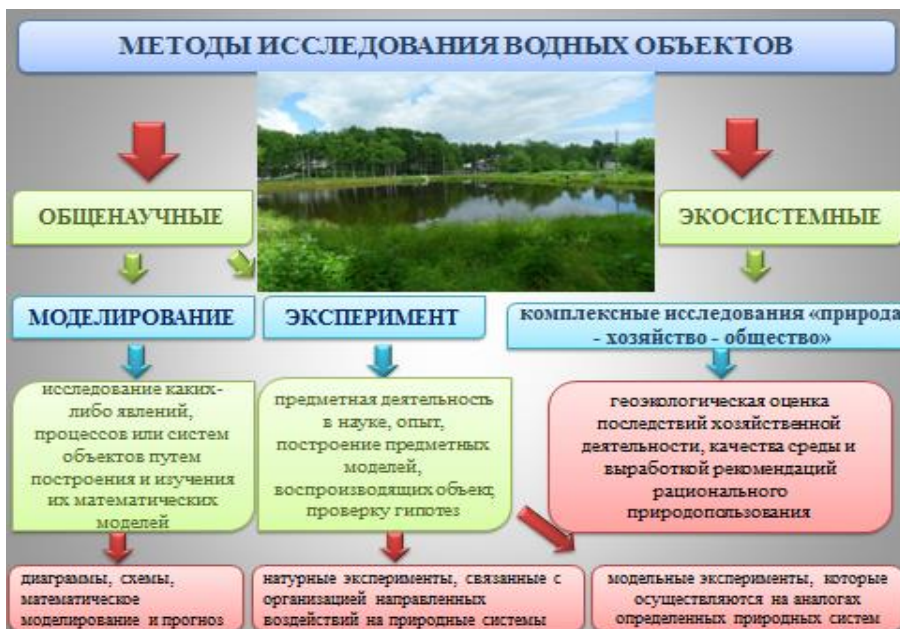 МЕТОДЫ ИССЛЕДОВАНИЯ ВОДНЫХ ОБЪЕКТОВ
ОБЩЕНАУЧНЫЕ
ЭКОСИСТЕМНЫЕ
МОДЕЛИРОВАНИЕ
ЭКСПЕРИМЕНТ
комплексные исследования «природа
- хозяйство - общество»
исследование каких-
либо явлений,
процессов или систем
объектов путем
построения и изучения
их математических
моделей
предметная деятельность
в науке, опыт,
построение предметных
моделей,
воспроизводящих объект,
проверку гипотез
геоэкологическая оценка
последствий хозяйственной
деятельности, качества среды и
выработкой рекомендаций
рационального
природопользования
диаграммы, схемы,
математическое
моделирование и прогноз
натурные эксперименты, связанные с
организацией направленных
воздействий на природные системы
модельные эксперименты, которые
осуществляются на аналогах
определенных природных систем